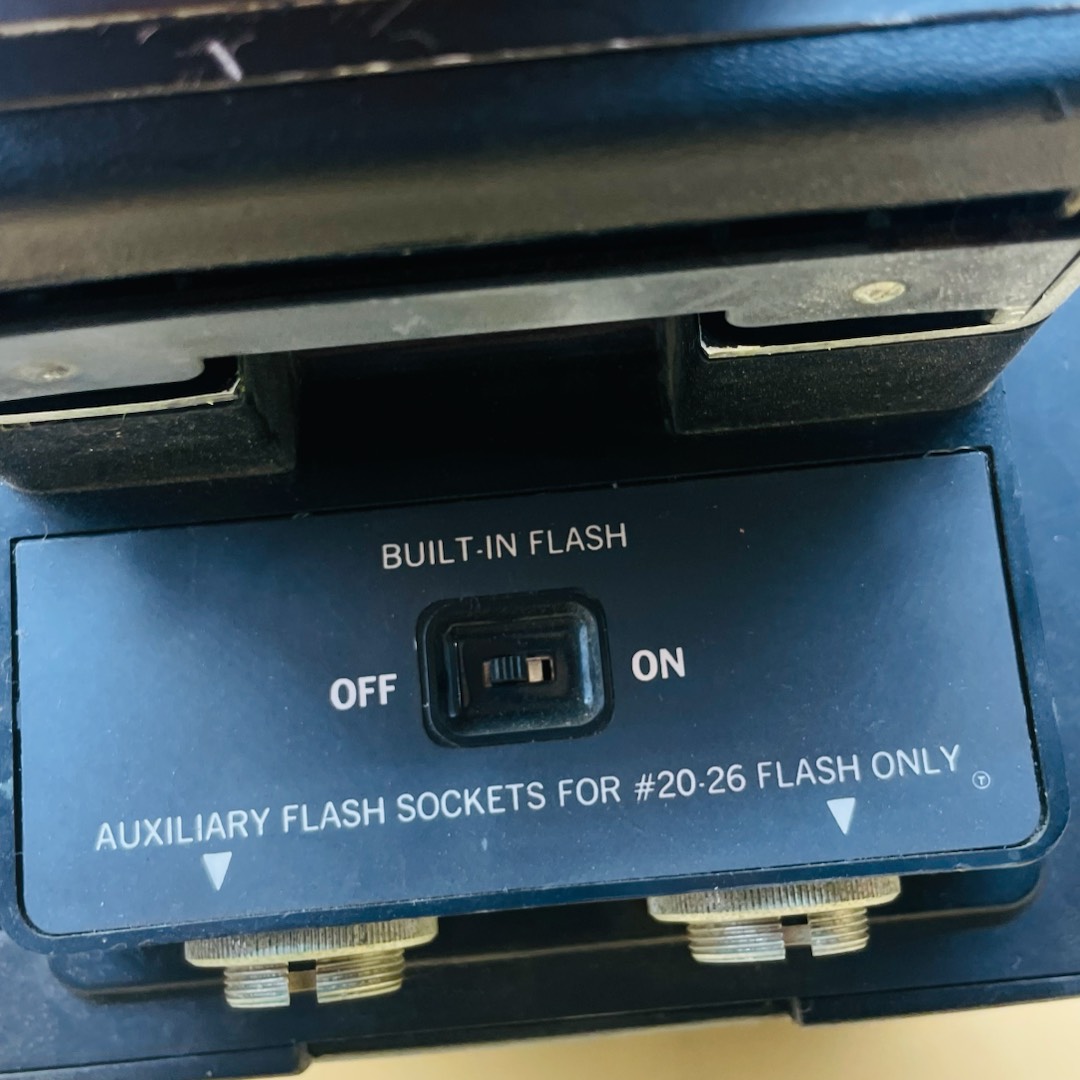 BUILT-IN FLASH
OFF ON
AUXILIARY FLASH SOCKETS FOR #20-26 FLASH ONLY Ⓣ